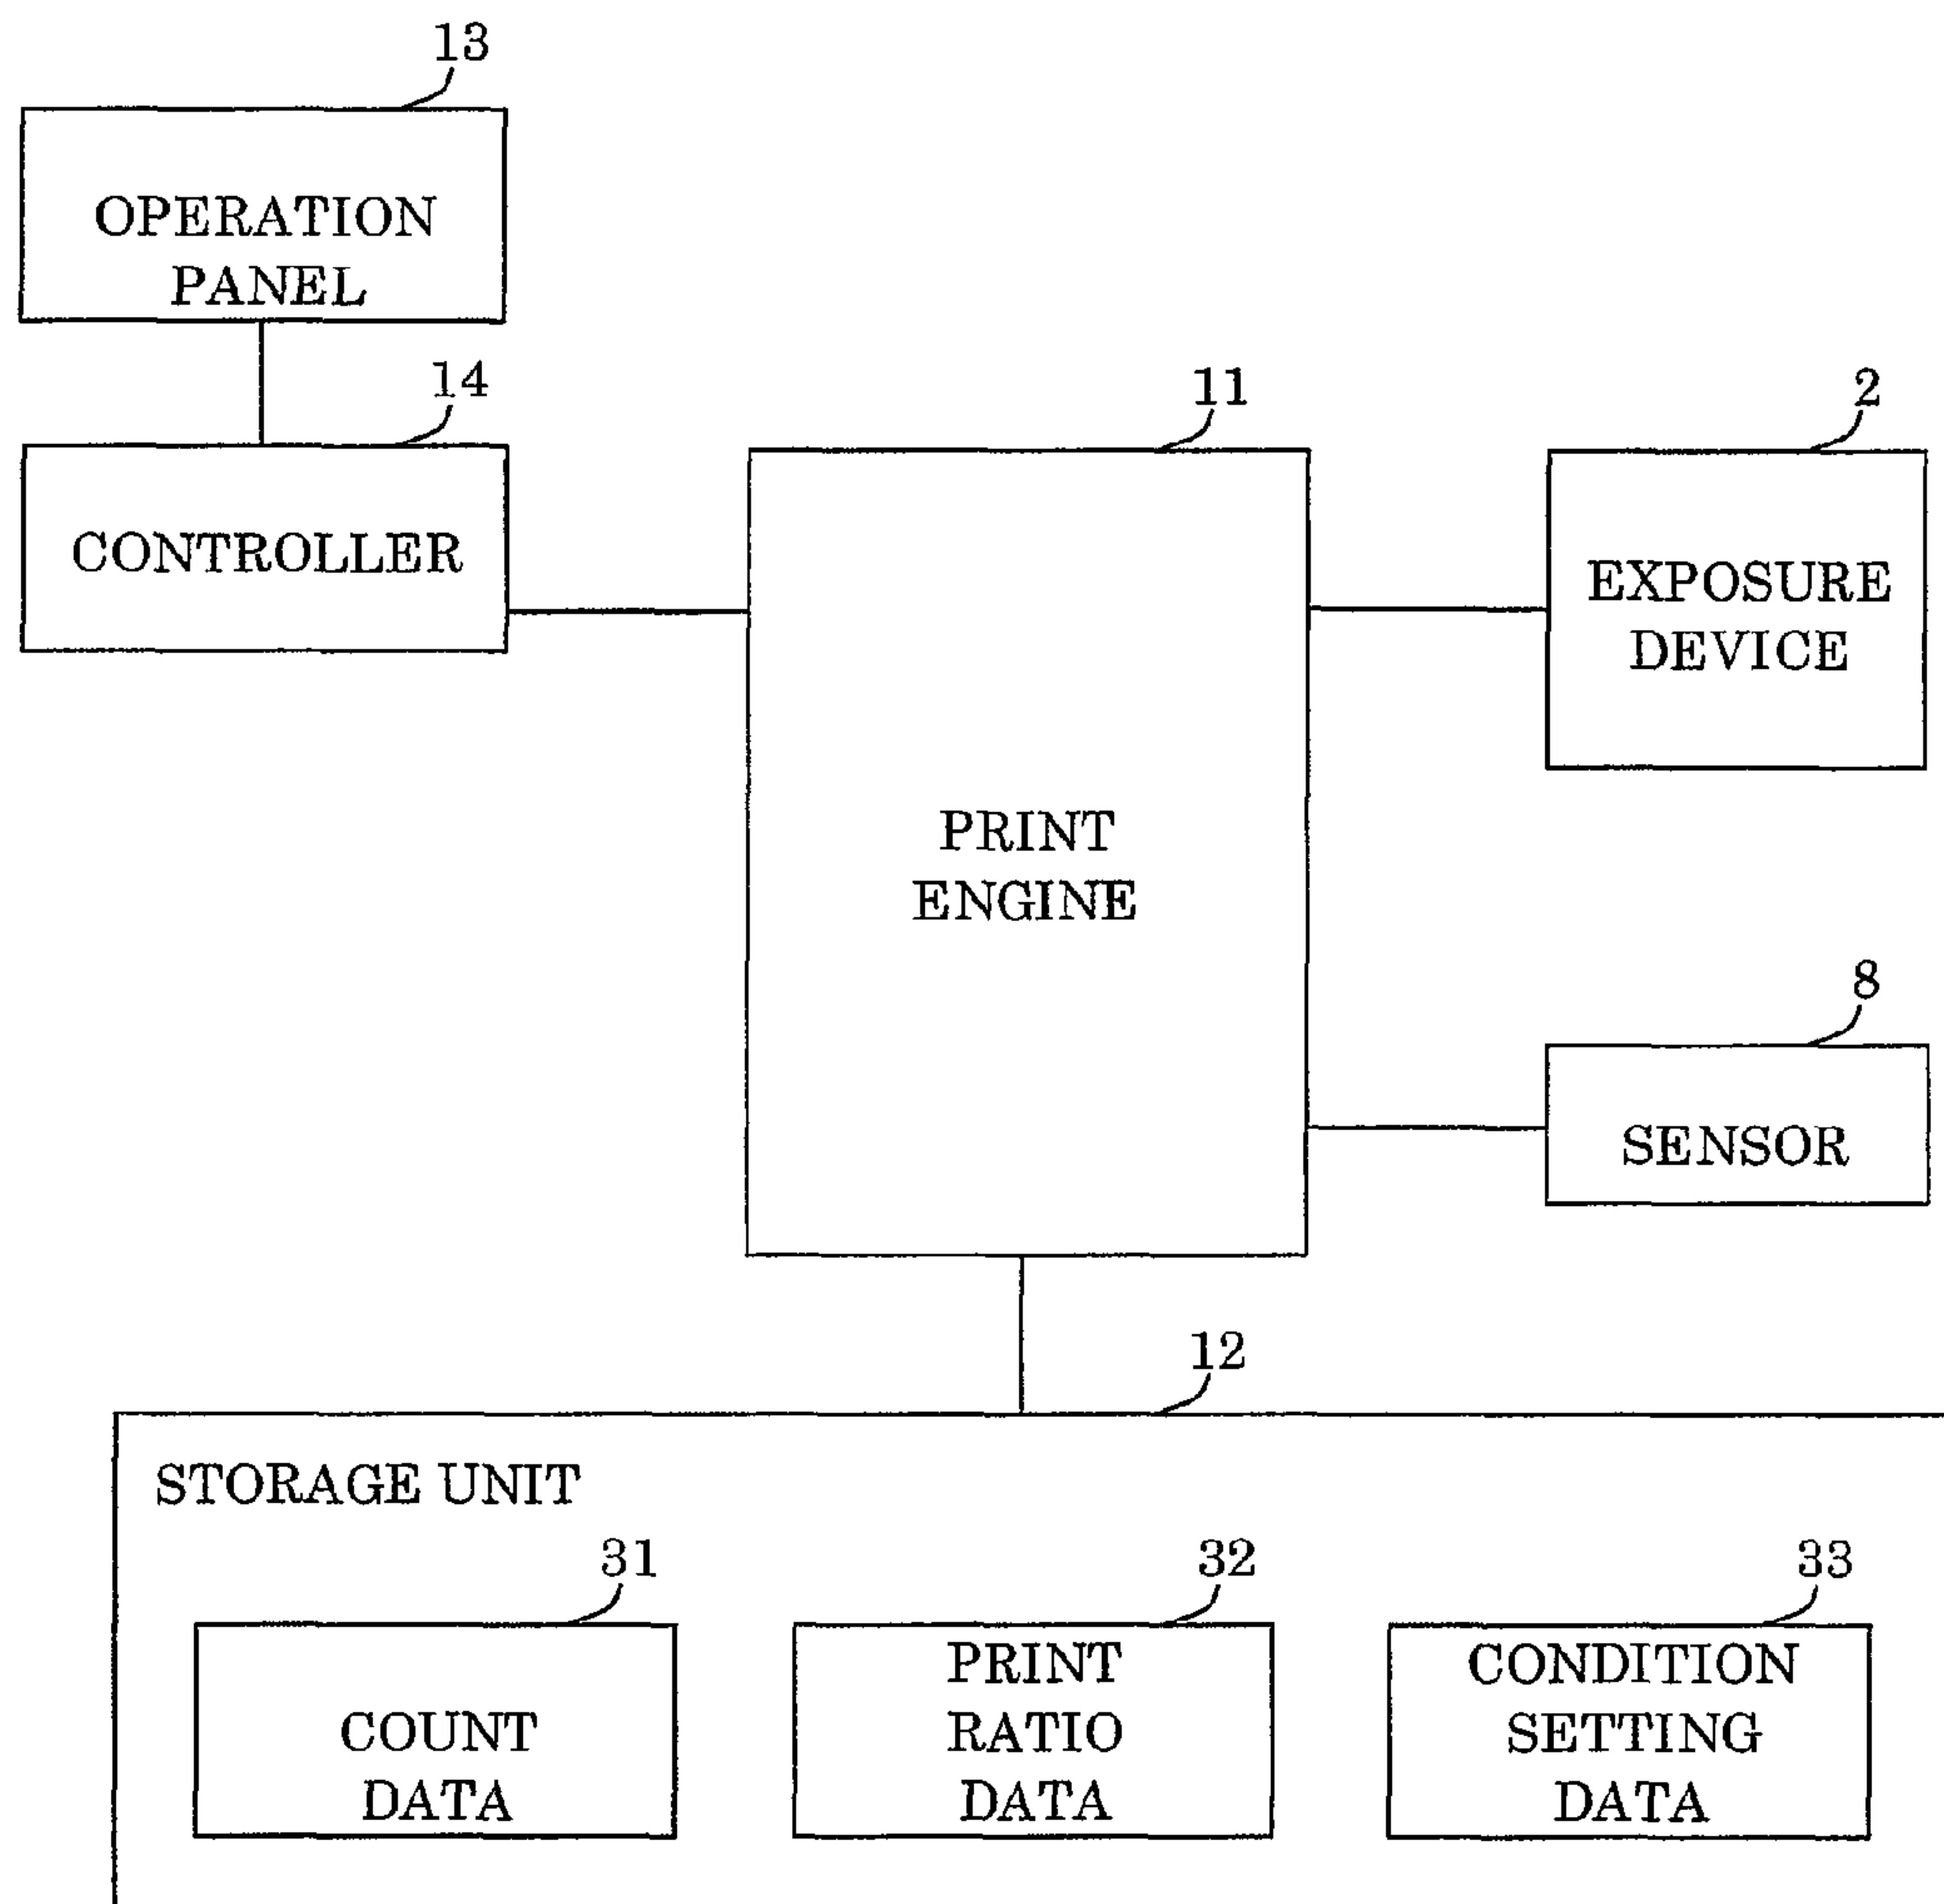 13
OPERATION
PANEL
14
CONTROLLER
11
PRINT
ENGINE
2
EXPOSURE
DEVICE
8
SENSOR
12
STORAGE UNIT
31
COUNT
DATA
32
PRINT
RATIO
DATA
33
CONDITION
SETTING
DATA